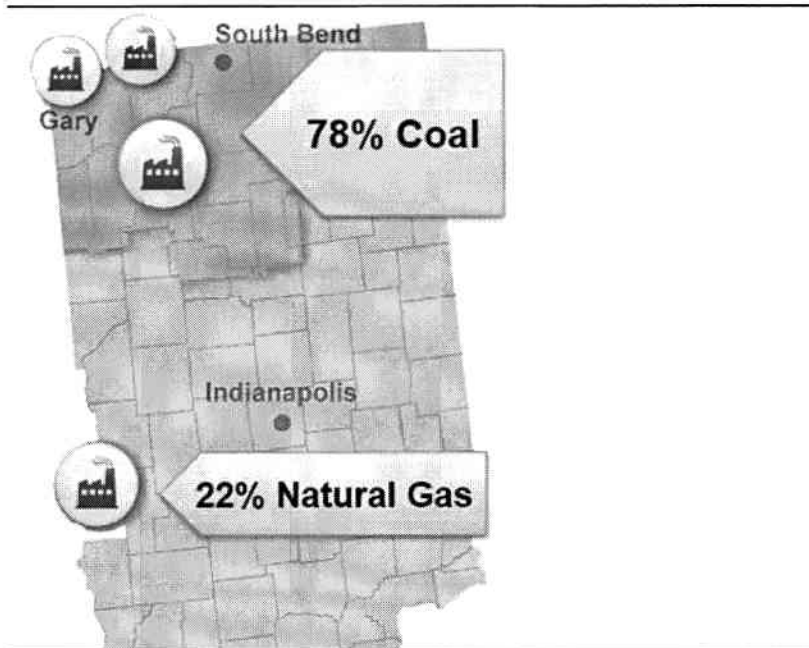 South Bend
Gary
78% Coal
Indianapolis
22% Natural Gas